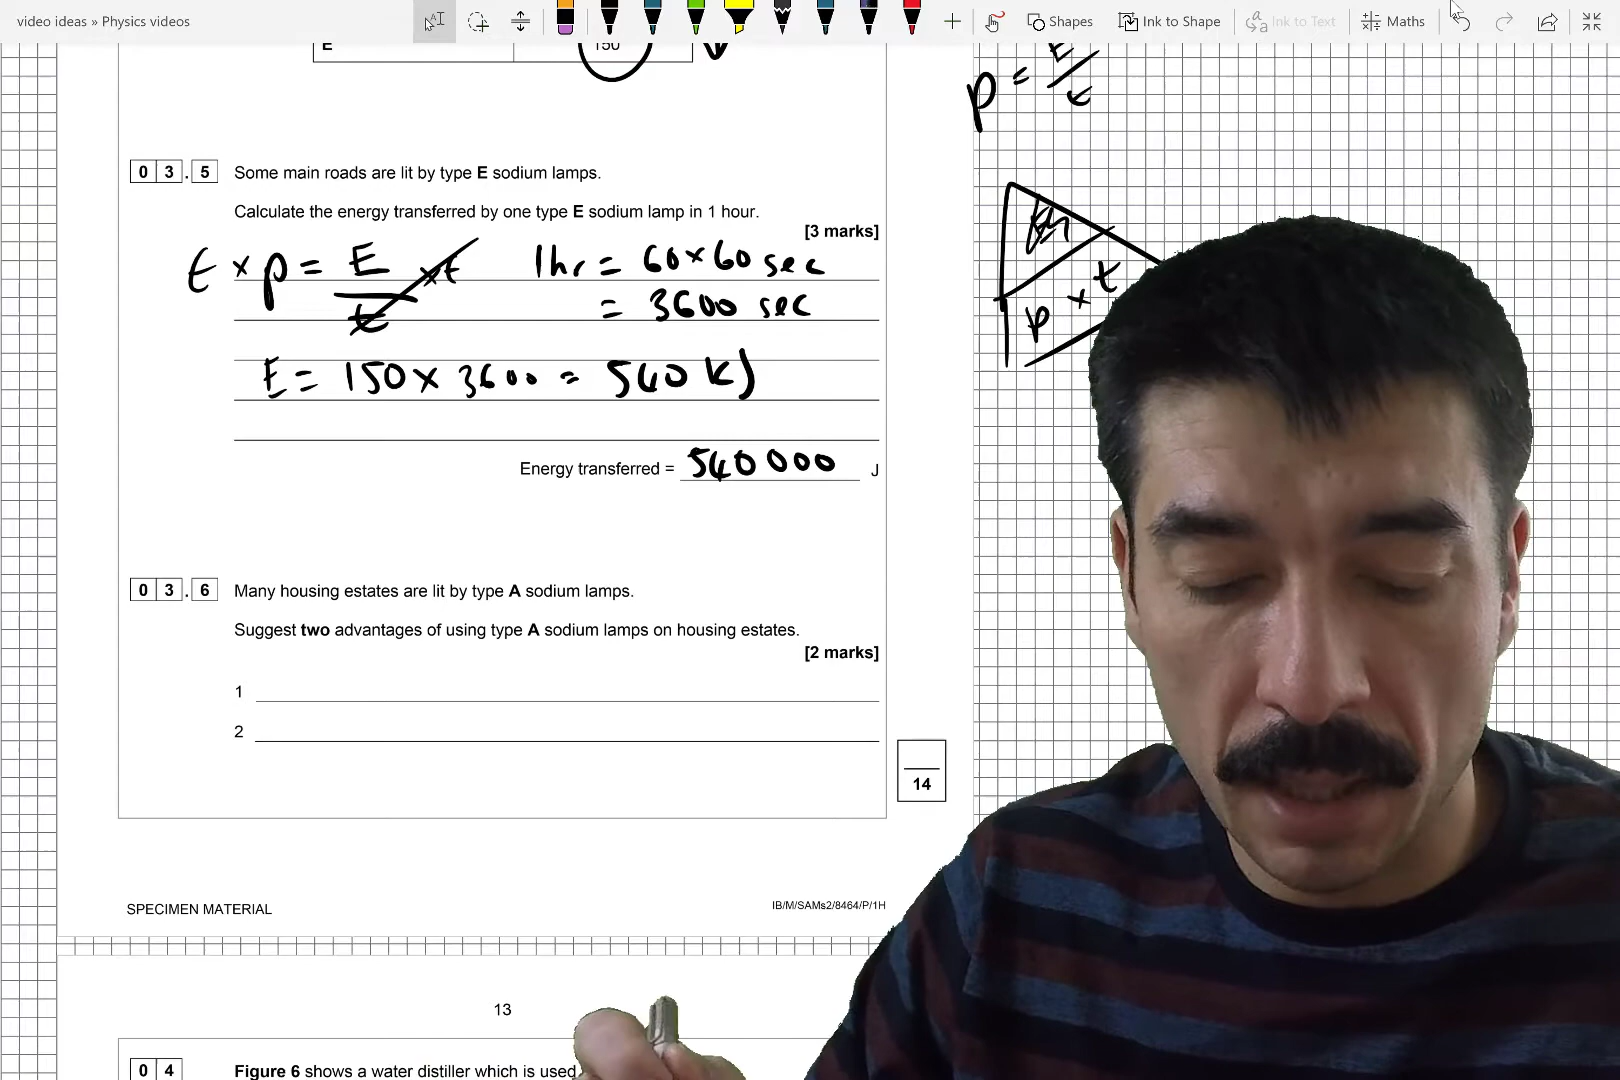 video ideas » Physics videos
Shapes
Ink to Shape
Ink to Text
Maths
E 150
P = E/t
0 3 . 5 Some main roads are lit by type E sodium lamps.
Calculate the energy transferred by one type E sodium lamp in 1 hour.
[3 marks]
t × P = E/t × t
1hr = 60 × 60 sec
= 3600 sec
P × t
E = 150 × 3600 = 540 kJ
Energy transferred = 540 000 J
0 3 . 6 Many housing estates are lit by type A sodium lamps.
Suggest two advantages of using type A sodium lamps on housing estates.
[2 marks]
1
2
14
SPECIMEN MATERIAL
IB/M/SAMs2/8464/P/1H
13
0 4 Figure 6 shows a water distiller which is used